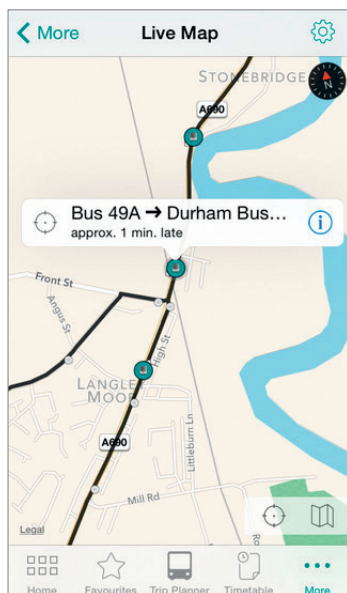 More
Live Map
STONEBRIDGE
A690
Bus 49A → Durham Bus...
approx. 1 min. late
Front St
Angus St
High St
LANGLEY
MOOR
Littleburn Ln
A690
Mill Rd
Legal
Home
Favourites
Trip Planner
Timetable
More